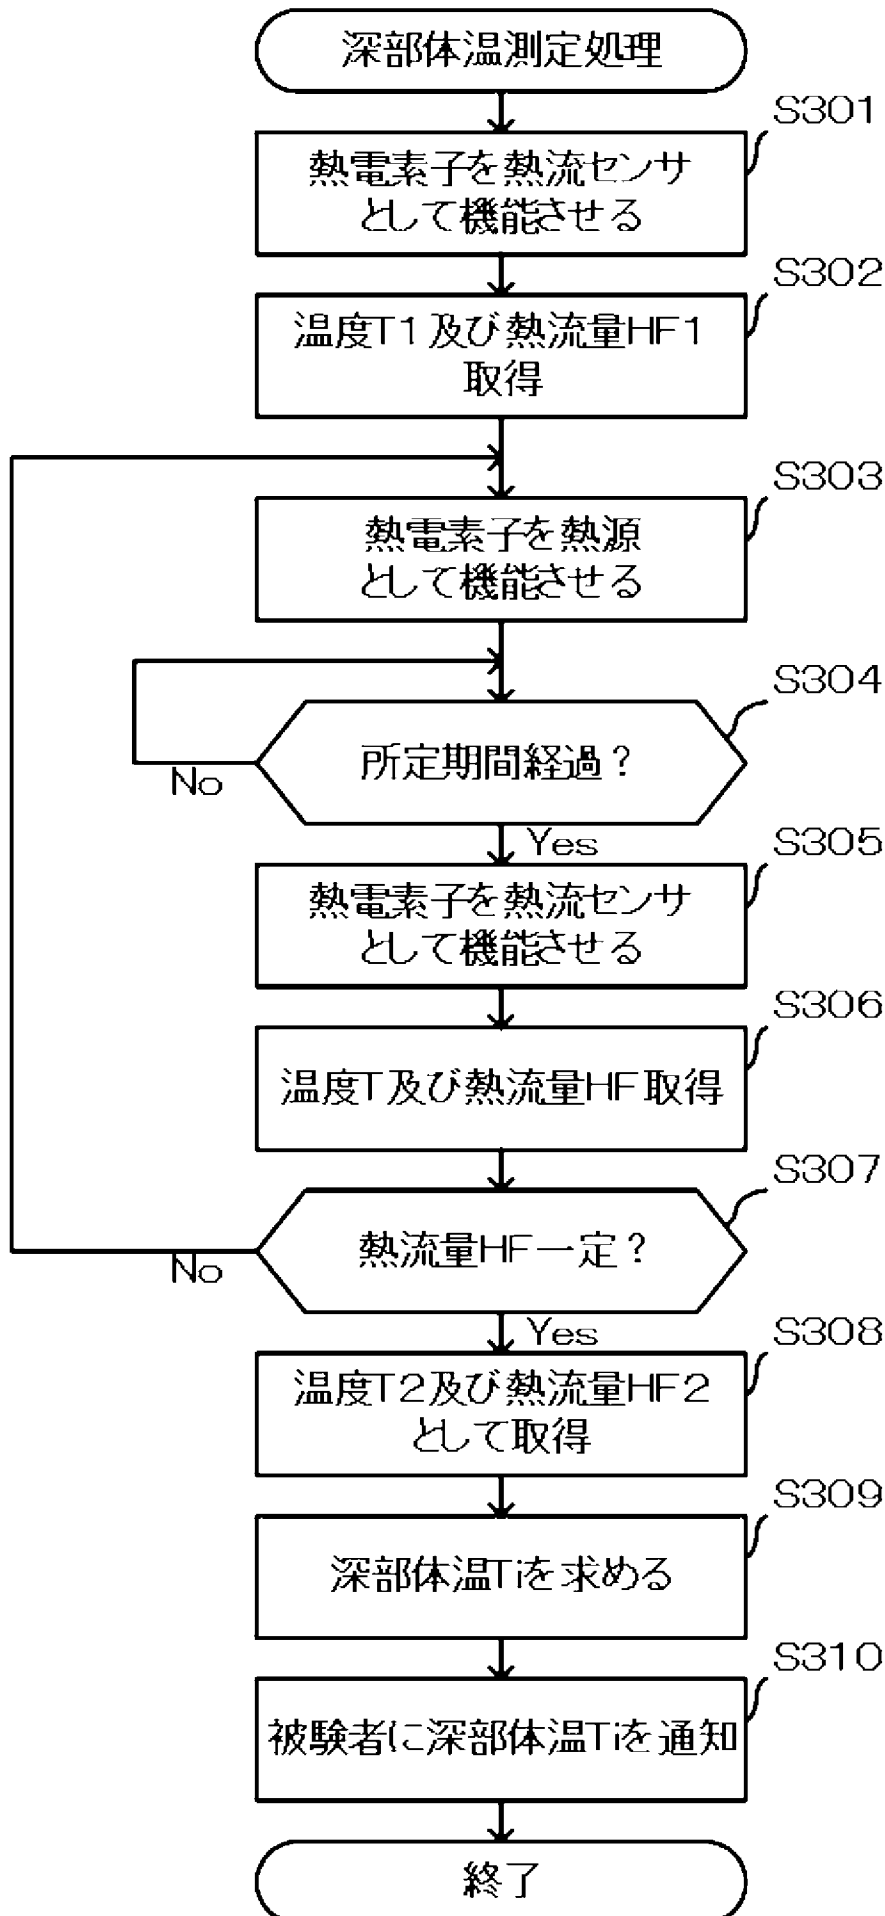 深部体温測定処理
S301
熱電素子を熱流センサ
として機能させる
S302
温度T1及び熱流量HF1
取得
S303
熱電素子を熱源
として機能させる
S304
所定期間経過?
No
Yes
S305
熱電素子を熱流センサ
として機能させる
S306
温度T及び熱流量HF取得
S307
熱流量HF一定?
No
Yes
S308
温度T2及び熱流量HF2
として取得
S309
深部体温Tiを求める
S310
被験者に深部体温Tiを通知
終了